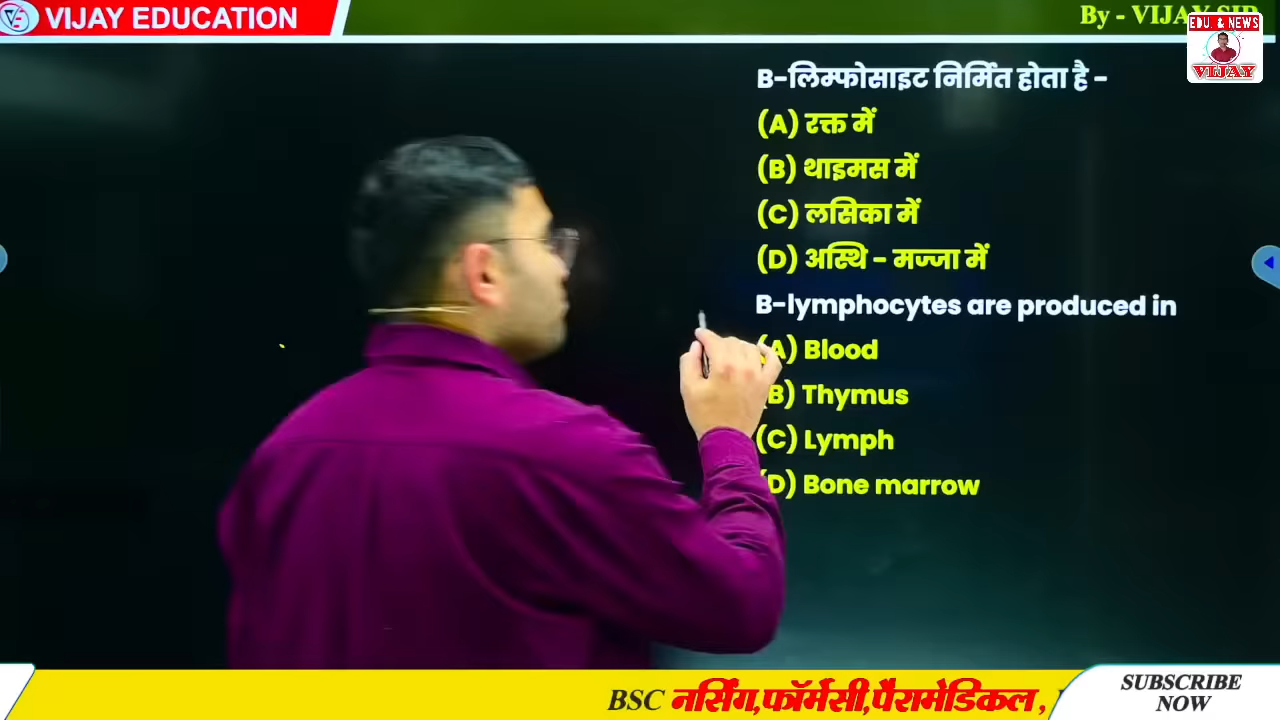 VIJAY EDUCATION
By - VIJAY SIR
EDU. & NEWS
VIJAY
B-लिम्फोसाइट निर्मित होता है -
(A) रक्त में
(B) थाइमस में
(C) लसिका में
(D) अस्थि - मज्जा में
B-lymphocytes are produced in
(A) Blood
(B) Thymus
(C) Lymph
(D) Bone marrow
BSC नर्सिंग,फॉर्मेसी,पैरामेडिकल ,
SUBSCRIBE
NOW